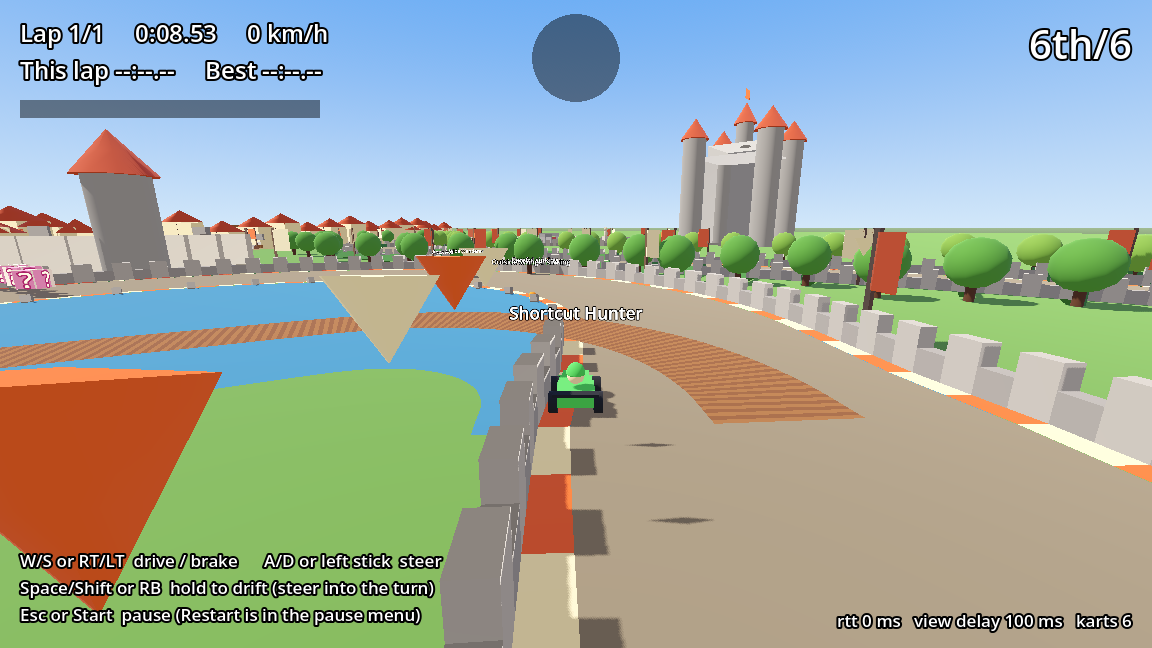 Lap 1/1 0:08.53 0 km/h
6th/6
This lap --:--.-- Best --:--.--
? ?
Shortcut Hunter
W/S or RT/LT drive / brake A/D or left stick steer
Space/Shift or RB hold to drift (steer into the turn)
Esc or Start pause (Restart is in the pause menu)
rtt 0 ms view delay 100 ms karts 6